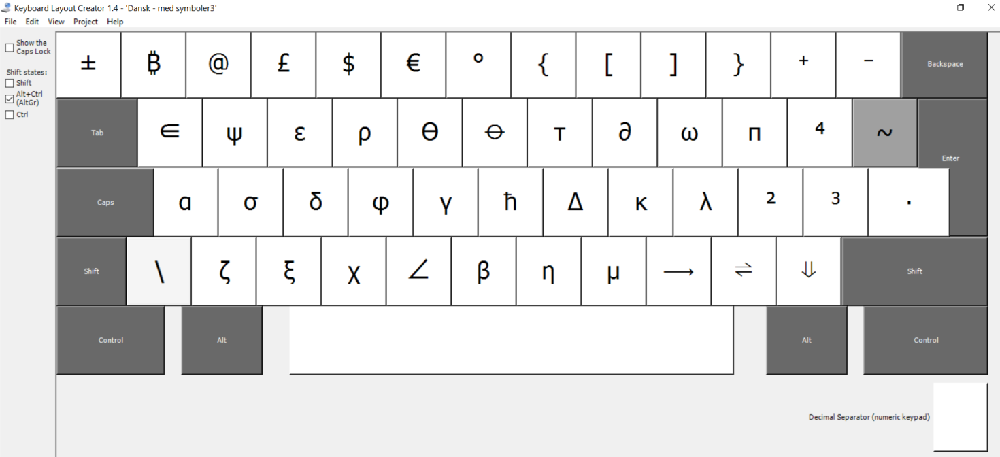 Keyboard Layout Creator 1.4 - 'Dansk - med symboler3'
File Edit View Project Help
Show the
Caps Lock
Shift states:
Shift
Alt+Ctrl
(AltGr)
Ctrl
± ₿ @ £ $ € ° { [ ] } ⁺ ⁻ Backspace
Tab ∈ ψ ε ρ Θ ⦵ τ ∂ ω π ⁴ ~ Enter
Caps α σ δ φ γ ħ Δ κ λ ² ³ ·
Shift \ ζ ξ χ ∠ β η μ ⟶ ⇌ ⇓ Shift
Control Alt Alt Control
Decimal Separator (numeric keypad)